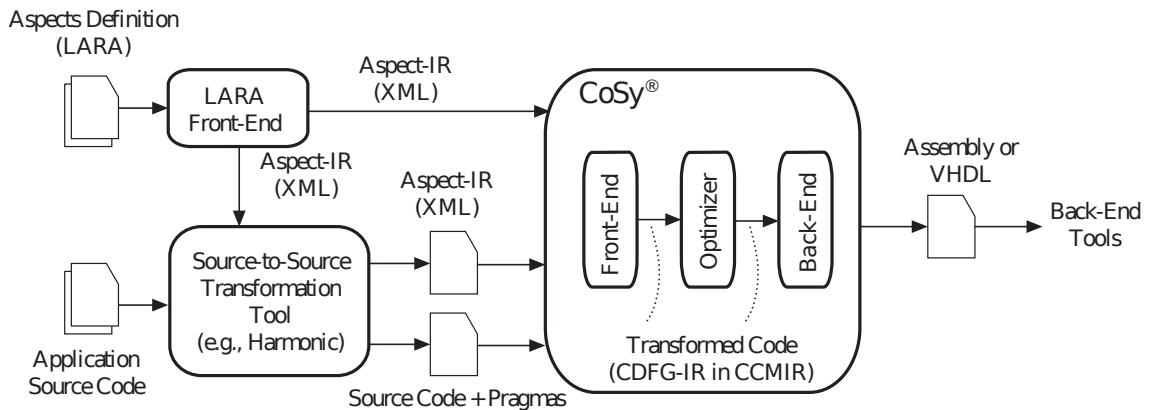 Aspects Definition
(LARA)
LARA
Front-End
Aspect-IR
(XML)
Aspect-IR
(XML)
Aspect-IR
(XML)
CoSy®
Front-End
Optimizer
Back-End
Assembly or
VHDL
Back-End
Tools
Source-to-Source
Transformation
Tool
(e.g., Harmonic)
Application
Source Code
Source Code + Pragmas
Transformed Code
(CDFG-IR in CCMIR)